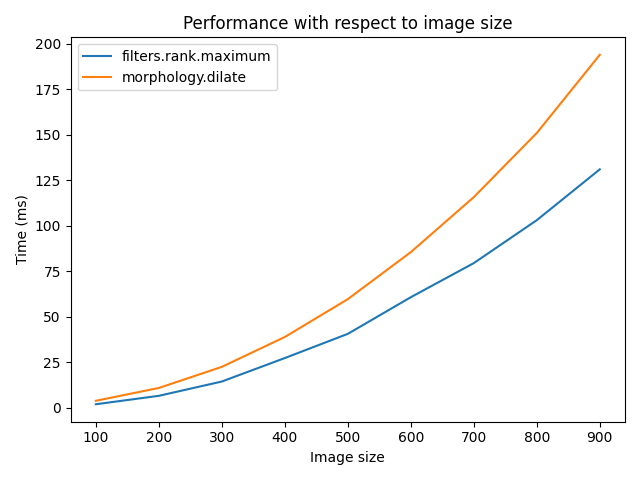 Performance with respect to image size
filters.rank.maximum
morphology.dilate
Time (ms)
200
175
150
125
100
75
50
25
0
100 200 300 400 500 600 700 800 900
Image size